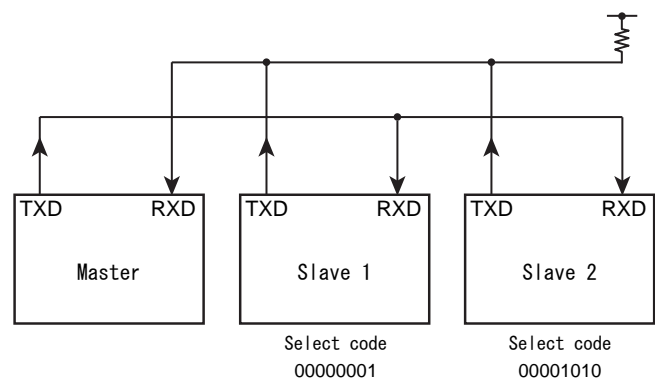 TXD RXD TXD RXD TXD RXD
Master Slave 1 Slave 2
Select code Select code
00000001 00001010